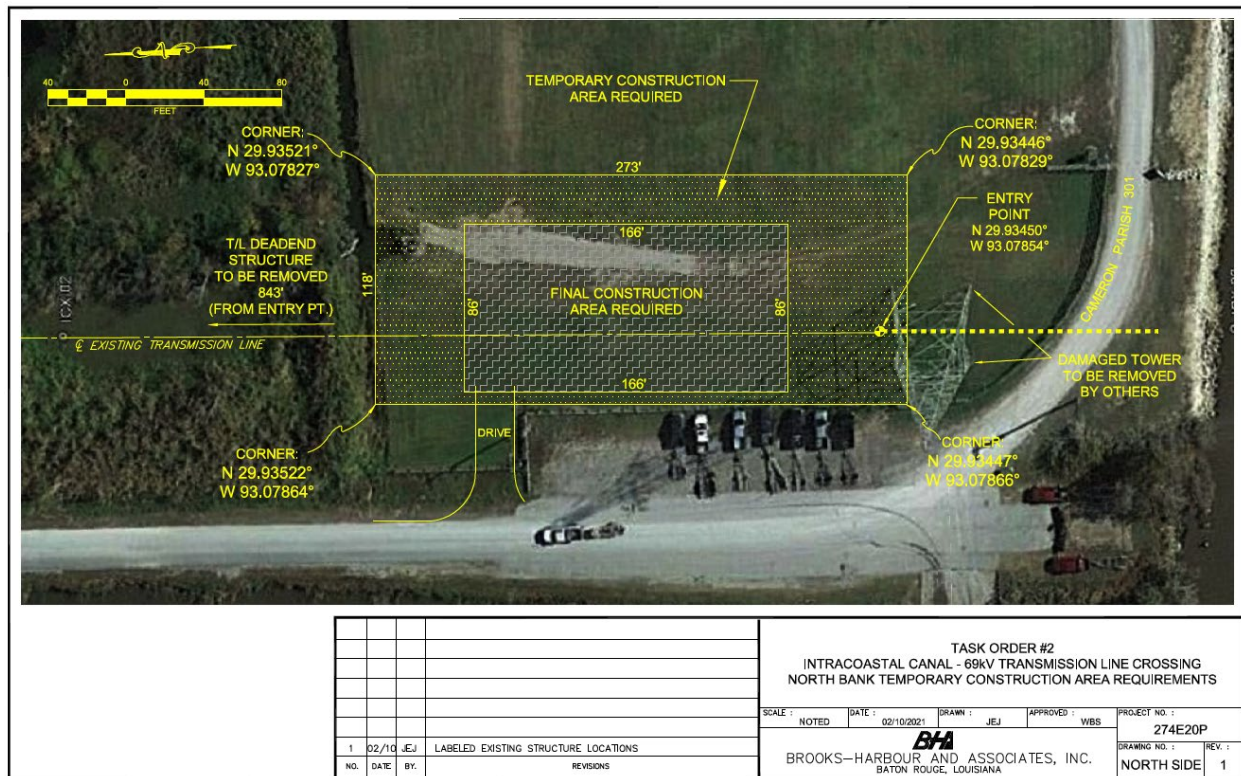 40 0 40 80
FEET
TEMPORARY CONSTRUCTION
AREA REQUIRED
CORNER:
N 29.93521°
W 93.07827°
CORNER:
N 29.93446°
W 93.07829°
273'
ENTRY
POINT
N 29.93450°
W 93.07854°
166'
T/L DEADEND
STRUCTURE
TO BE REMOVED
843'
(FROM ENTRY PT.)
118'
86'
FINAL CONSTRUCTION
AREA REQUIRED
86'
CAMERON PARISH 301
ICX.02
℄ EXISTING TRANSMISSION LINE
DAMAGED TOWER
TO BE REMOVED
BY OTHERS
166'
DRIVE
CORNER:
N 29.93522°
W 93.07864°
CORNER
N 29.93447°
W 93.07866°
TASK ORDER #2
INTRACOASTAL CANAL - 69kV TRANSMISSION LINE CROSSING
NORTH BANK TEMPORARY CONSTRUCTION AREA REQUIREMENTS
SCALE : NOTED DATE : 02/10/2021 DRAWN : JEJ APPROVED : WBS PROJECT NO. :
274E20P
BHA
BROOKS-HARBOUR AND ASSOCIATES, INC.
BATON ROUGE, LOUISIANA
DRAWING NO. : REV. :
NORTH SIDE 1
1 02/10 JEJ LABELED EXISTING STRUCTURE LOCATIONS
NO. DATE BY. REVISIONS